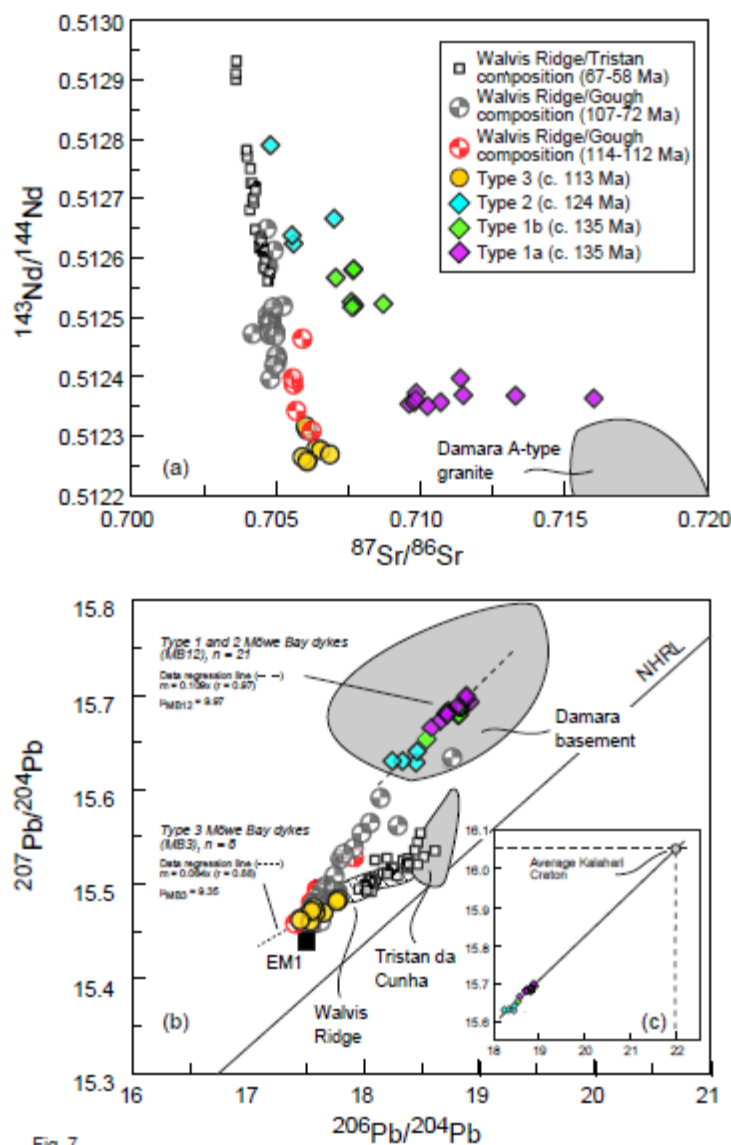 0.5130
0.5129
0.5128
0.5127
0.5126
0.5125
0.5124
0.5123
0.5122
143Nd/144Nd
Walvis Ridge/Tristan
composition (67-58 Ma)
Walvis Ridge/Gough
composition (107-72 Ma)
Walvis Ridge/Gough
composition (114-112 Ma)
Type 3 (c. 113 Ma)
Type 2 (c. 124 Ma)
Type 1b (c. 135 Ma)
Type 1a (c. 135 Ma)
Damara A-type
granite
(a)
0.700 0.705 0.710 0.715 0.720
87Sr/86Sr
15.8
15.7
15.6
15.5
15.4
15.3
207Pb/204Pb
Type 1 and 2 Möwe Bay dykes
(MB12), n = 21
Data regression line (— —)
m = 0.109x (r = 0.97)
μMB12 = 9.97
NHRL
Damara
basement
Type 3 Möwe Bay dykes
(MB3), n = 6
Data regression line (-----)
m = 0.064x (r = 0.86)
μMB3 = 9.35
EM1
Walvis
Ridge
Tristan da
Cunha
(b)
16.1
16.0
15.9
15.8
15.7
15.6
Average Kalahari
Craton
(c)
18 19 20 21 22
16 17 18 19 20 21
206Pb/204Pb
Fig. 7